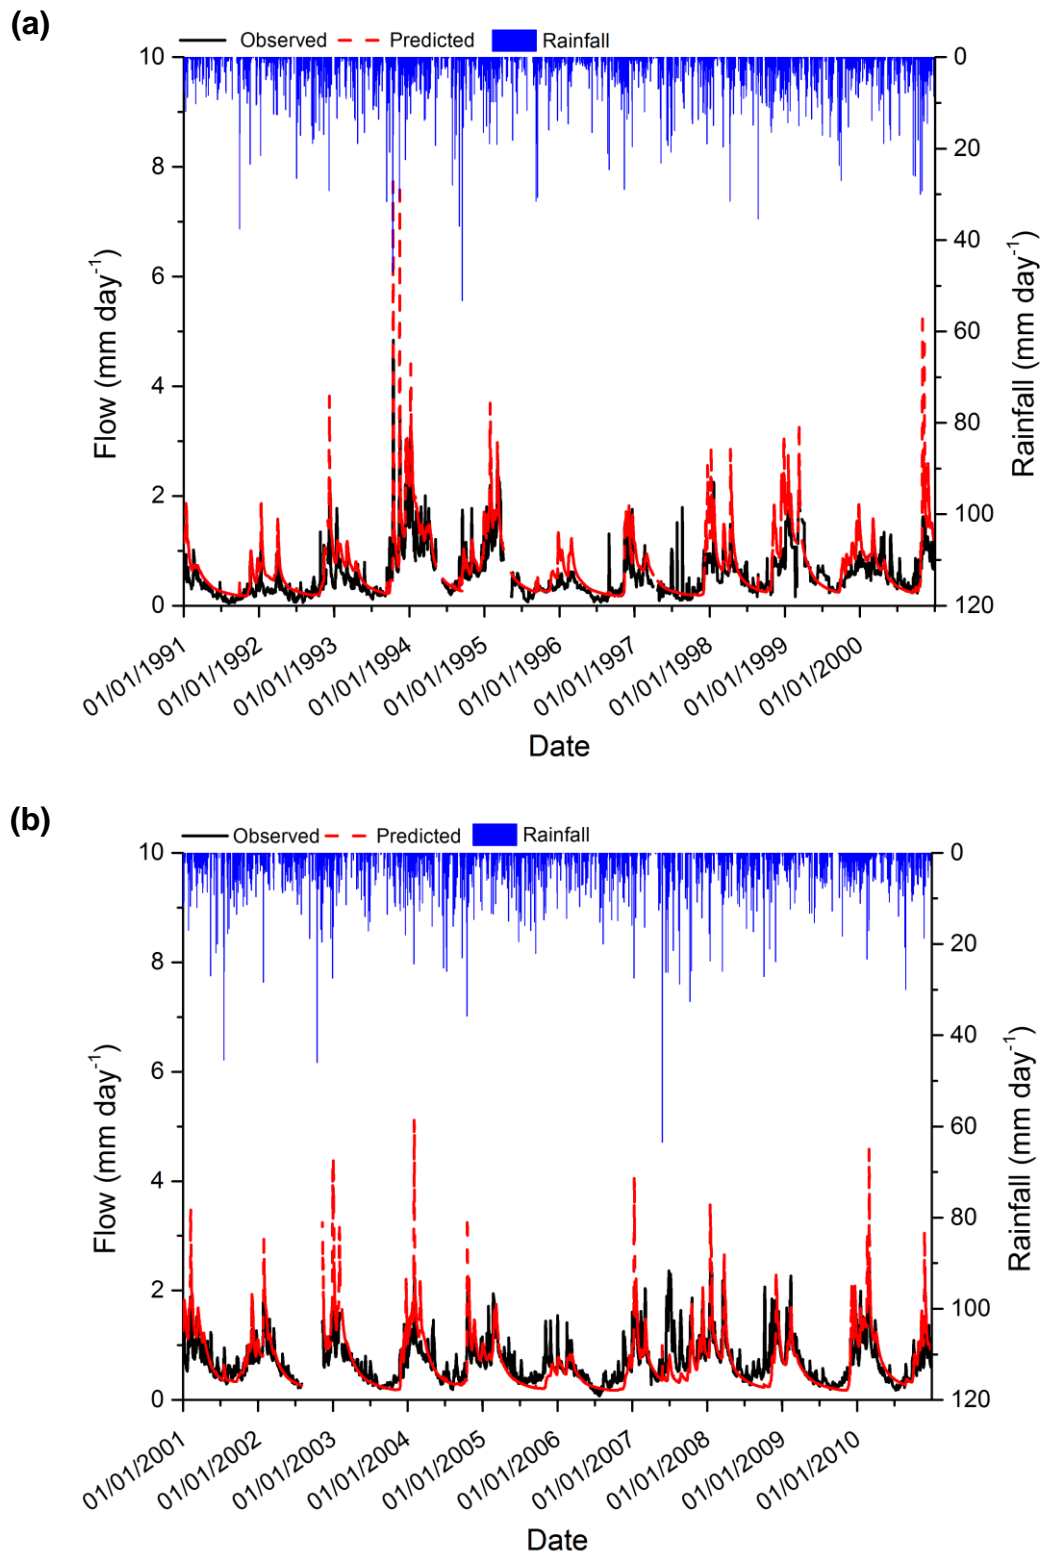 (a)
Observed Predicted Rainfall
10 0
8 20
6 40
60
4 80
2 100
0 120
Flow (mm day-1)
Rainfall (mm day-1)
01/01/1991 01/01/1992 01/01/1993 01/01/1994 01/01/1995 01/01/1996 01/01/1997 01/01/1998 01/01/1999 01/01/2000
Date
(b)
Observed Predicted Rainfall
10 0
8 20
6 40
60
4 80
2 100
0 120
Flow (mm day-1)
Rainfall (mm day-1)
01/01/2001 01/01/2002 01/01/2003 01/01/2004 01/01/2005 01/01/2006 01/01/2007 01/01/2008 01/01/2009 01/01/2010
Date